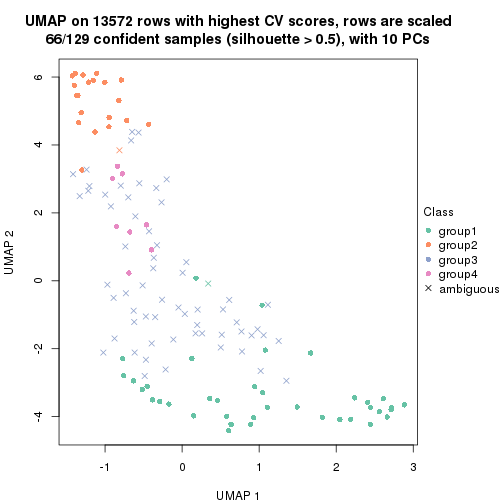 UMAP on 13572 rows with highest CV scores, rows are scaled
66/129 confident samples (silhouette > 0.5), with 10 PCs
6
4
2
0
-2
-4
UMAP 2
-1
0
1
2
3
UMAP 1
Class
group1
group2
group3
group4
ambiguous